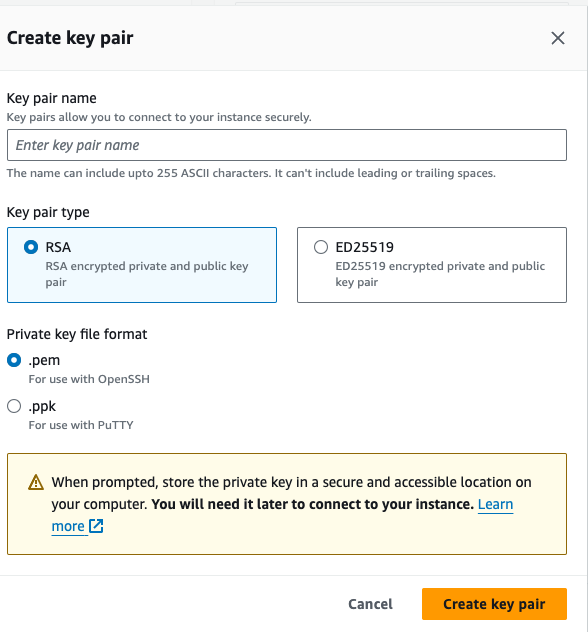 Create key pair
Key pair name
Key pairs allow you to connect to your instance securely.
Enter key pair name
The name can include upto 255 ASCII characters. It can't include leading or trailing spaces.
Key pair type
RSA
RSA encrypted private and public key
pair
ED25519
ED25519 encrypted private and public
key pair
Private key file format
.pem
For use with OpenSSH
.ppk
For use with PuTTY
When prompted, store the private key in a secure and accessible location on
your computer. You will need it later to connect to your instance. Learn
more
Cancel
Create key pair